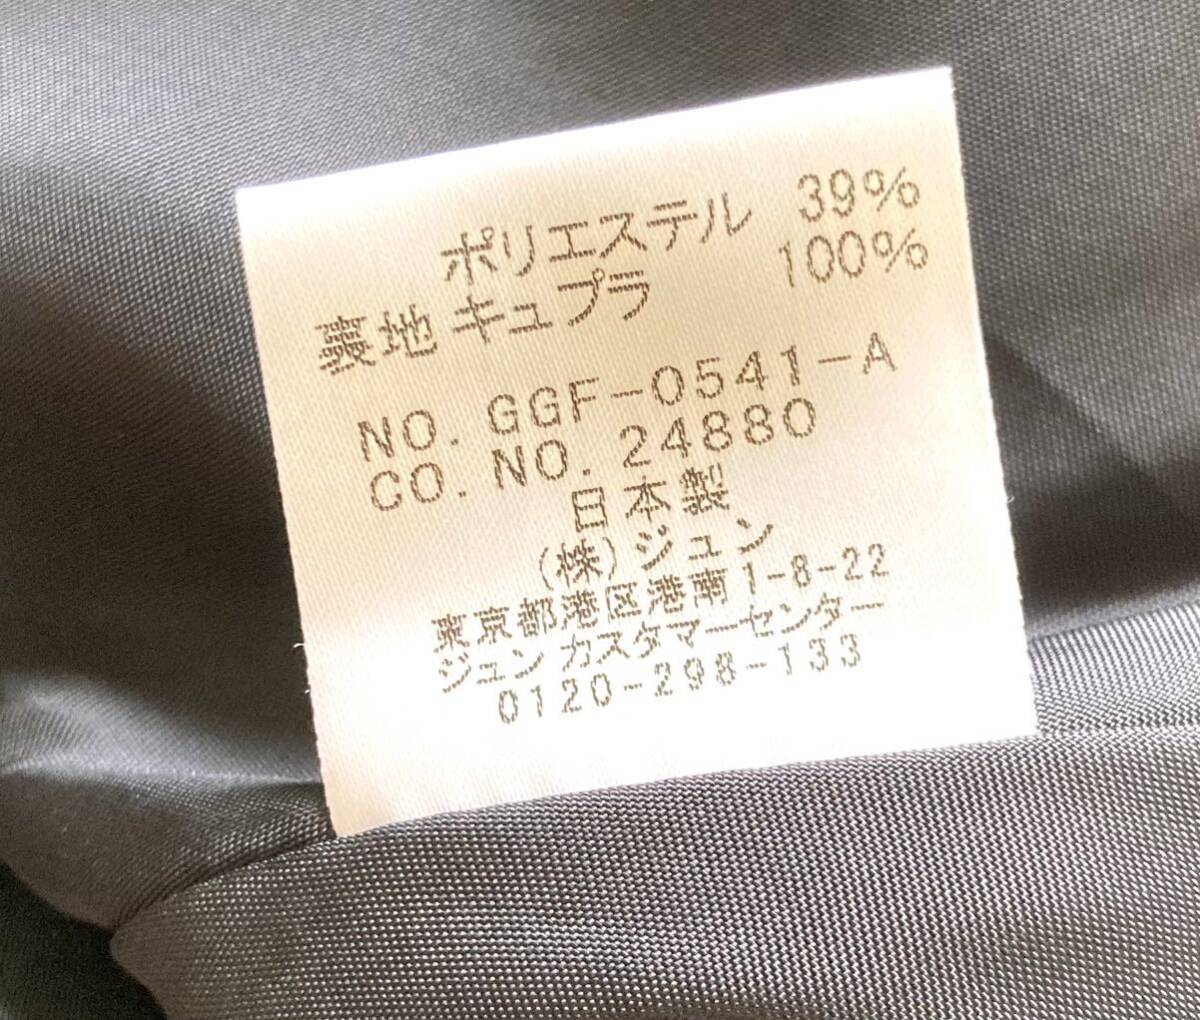 ポリエステル 39%
裏地 キュプラ 100%
NO. GGF-0541-A
CO. NO. 24880
日本製
(株)ジュン
東京都港区港南1-8-22
ジュンカスタマーセンター
0120-298-133